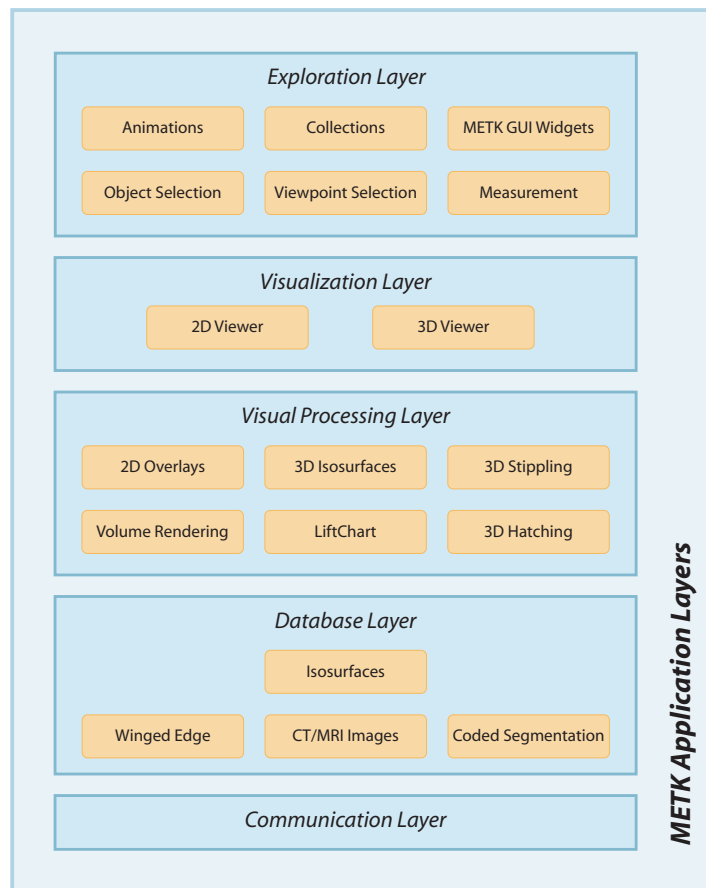 Exploration Layer
Animations
Collections
METK GUI Widgets
Object Selection
Viewpoint Selection
Measurement
Visualization Layer
2D Viewer
3D Viewer
Visual Processing Layer
2D Overlays
3D Isosurfaces
3D Stippling
Volume Rendering
LiftChart
3D Hatching
Database Layer
Isosurfaces
Winged Edge
CT/MRI Images
Coded Segmentation
Communication Layer
METK Application Layers